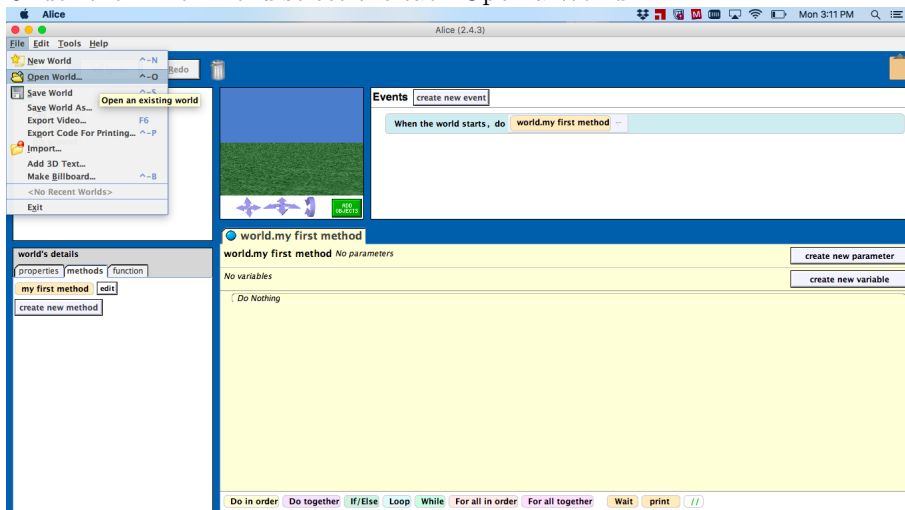 Alice Mon 3:11 PM
Alice (2.4.3)
File Edit Tools Help
New World ^-N
Redo
Open World... ^-O
Save World ^-S
Open an existing world
Save World As...
Export Video... F6
Export Code For Printing... ^-P
Import...
Add 3D Text...
Make Billboard... ^-B
<No Recent Worlds>
Exit
Events create new event
When the world starts, do world.my first method
ADD
OBJECTS
world's details
properties methods function
my first method edit
create new method
world.my first method
world.my first method No parameters create new parameter
No variables create new variable
Do Nothing
Do in order Do together If/Else Loop While For all in order For all together Wait print //